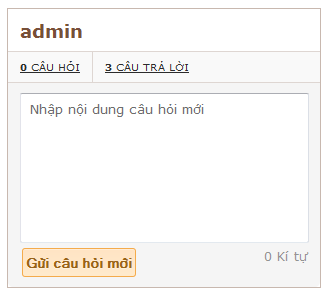 admin
0 CÂU HỎI 3 CÂU TRẢ LỜI
Nhập nội dung câu hỏi mới
Gửi câu hỏi mới 0 Kí tự